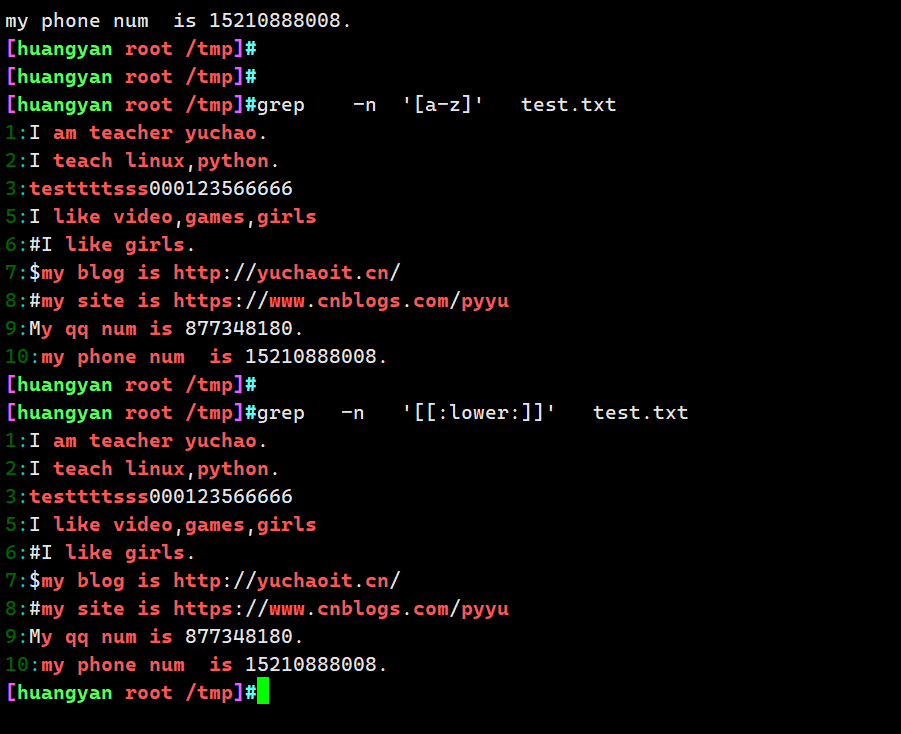 my phone num  is 15210888008.
[huangyan root /tmp]#
[huangyan root /tmp]#
[huangyan root /tmp]#grep    -n  '[a-z]'   test.txt
1:I am teacher yuchao.
2:I teach linux,python.
3:testtttsss000123566666
5:I like video,games,girls
6:#I like girls.
7:$my blog is http://yuchaoit.cn/
8:#my site is https://www.cnblogs.com/pyyu
9:My qq num is 877348180.
10:my phone num  is 15210888008.
[huangyan root /tmp]#
[huangyan root /tmp]#grep   -n   '[[:lower:]]'   test.txt
1:I am teacher yuchao.
2:I teach linux,python.
3:testtttsss000123566666
5:I like video,games,girls
6:#I like girls.
7:$my blog is http://yuchaoit.cn/
8:#my site is https://www.cnblogs.com/pyyu
9:My qq num is 877348180.
10:my phone num  is 15210888008.
[huangyan root /tmp]#